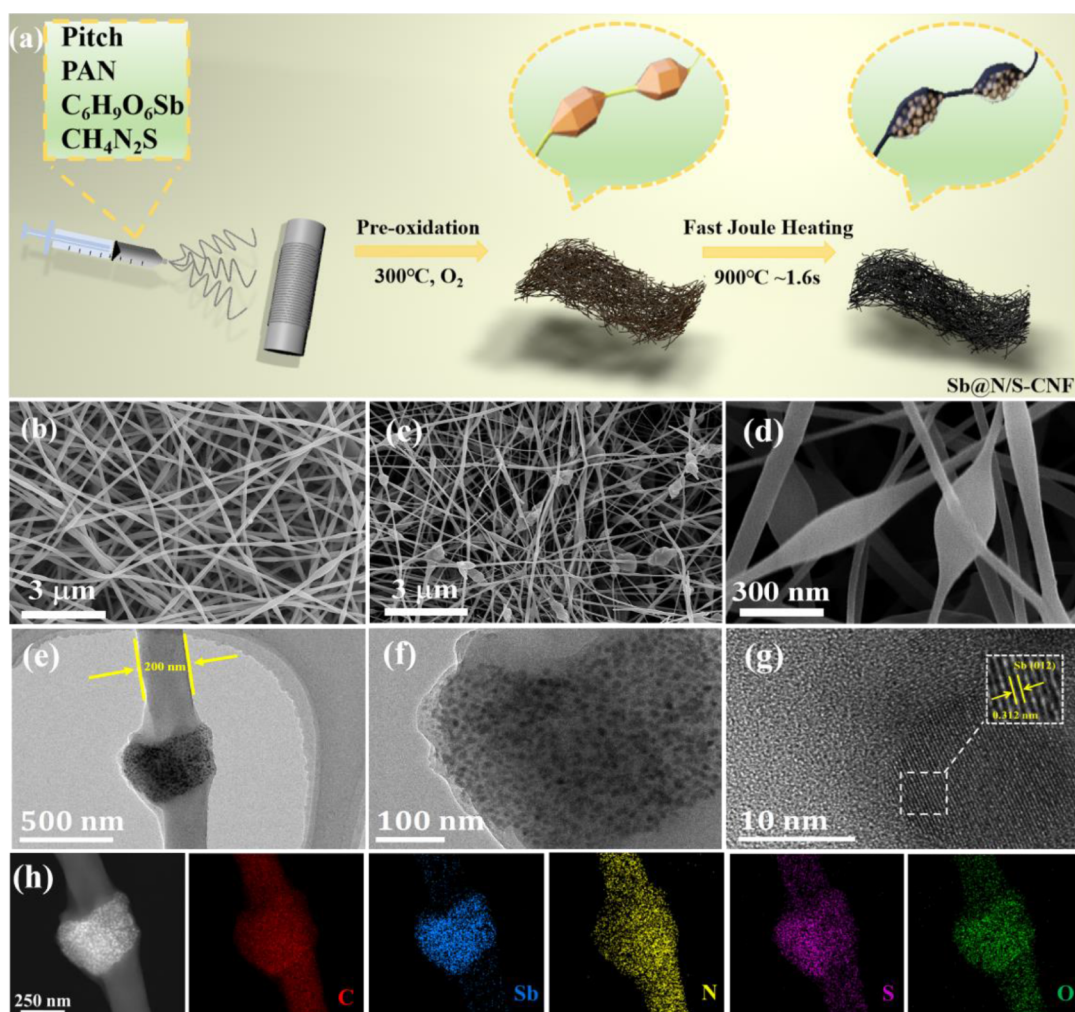 (a)
Pitch
PAN
C₆H₉O₆Sb
CH₄N₂S
Pre-oxidation
300°C, O₂
Fast Joule Heating
900°C ~1.6s
Sb@N/S-CNF
(b)
3 μm
(c)
3 μm
(d)
300 nm
(e)
200 nm
500 nm
(f)
100 nm
(g)
Sb (012)
0.312 nm
10 nm
(h)
250 nm
C
Sb
N
S
O